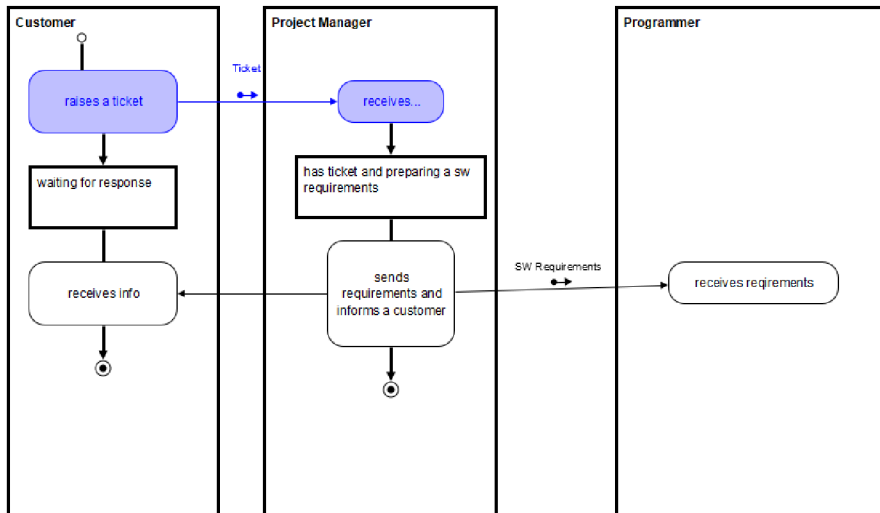 Customer
Project Manager
Programmer
Ticket
raises a ticket
receives...
waiting for response
has ticket and preparing a sw
requirements
receives info
sends
requirements and
informs a customer
SW Requirements
receives reqirements